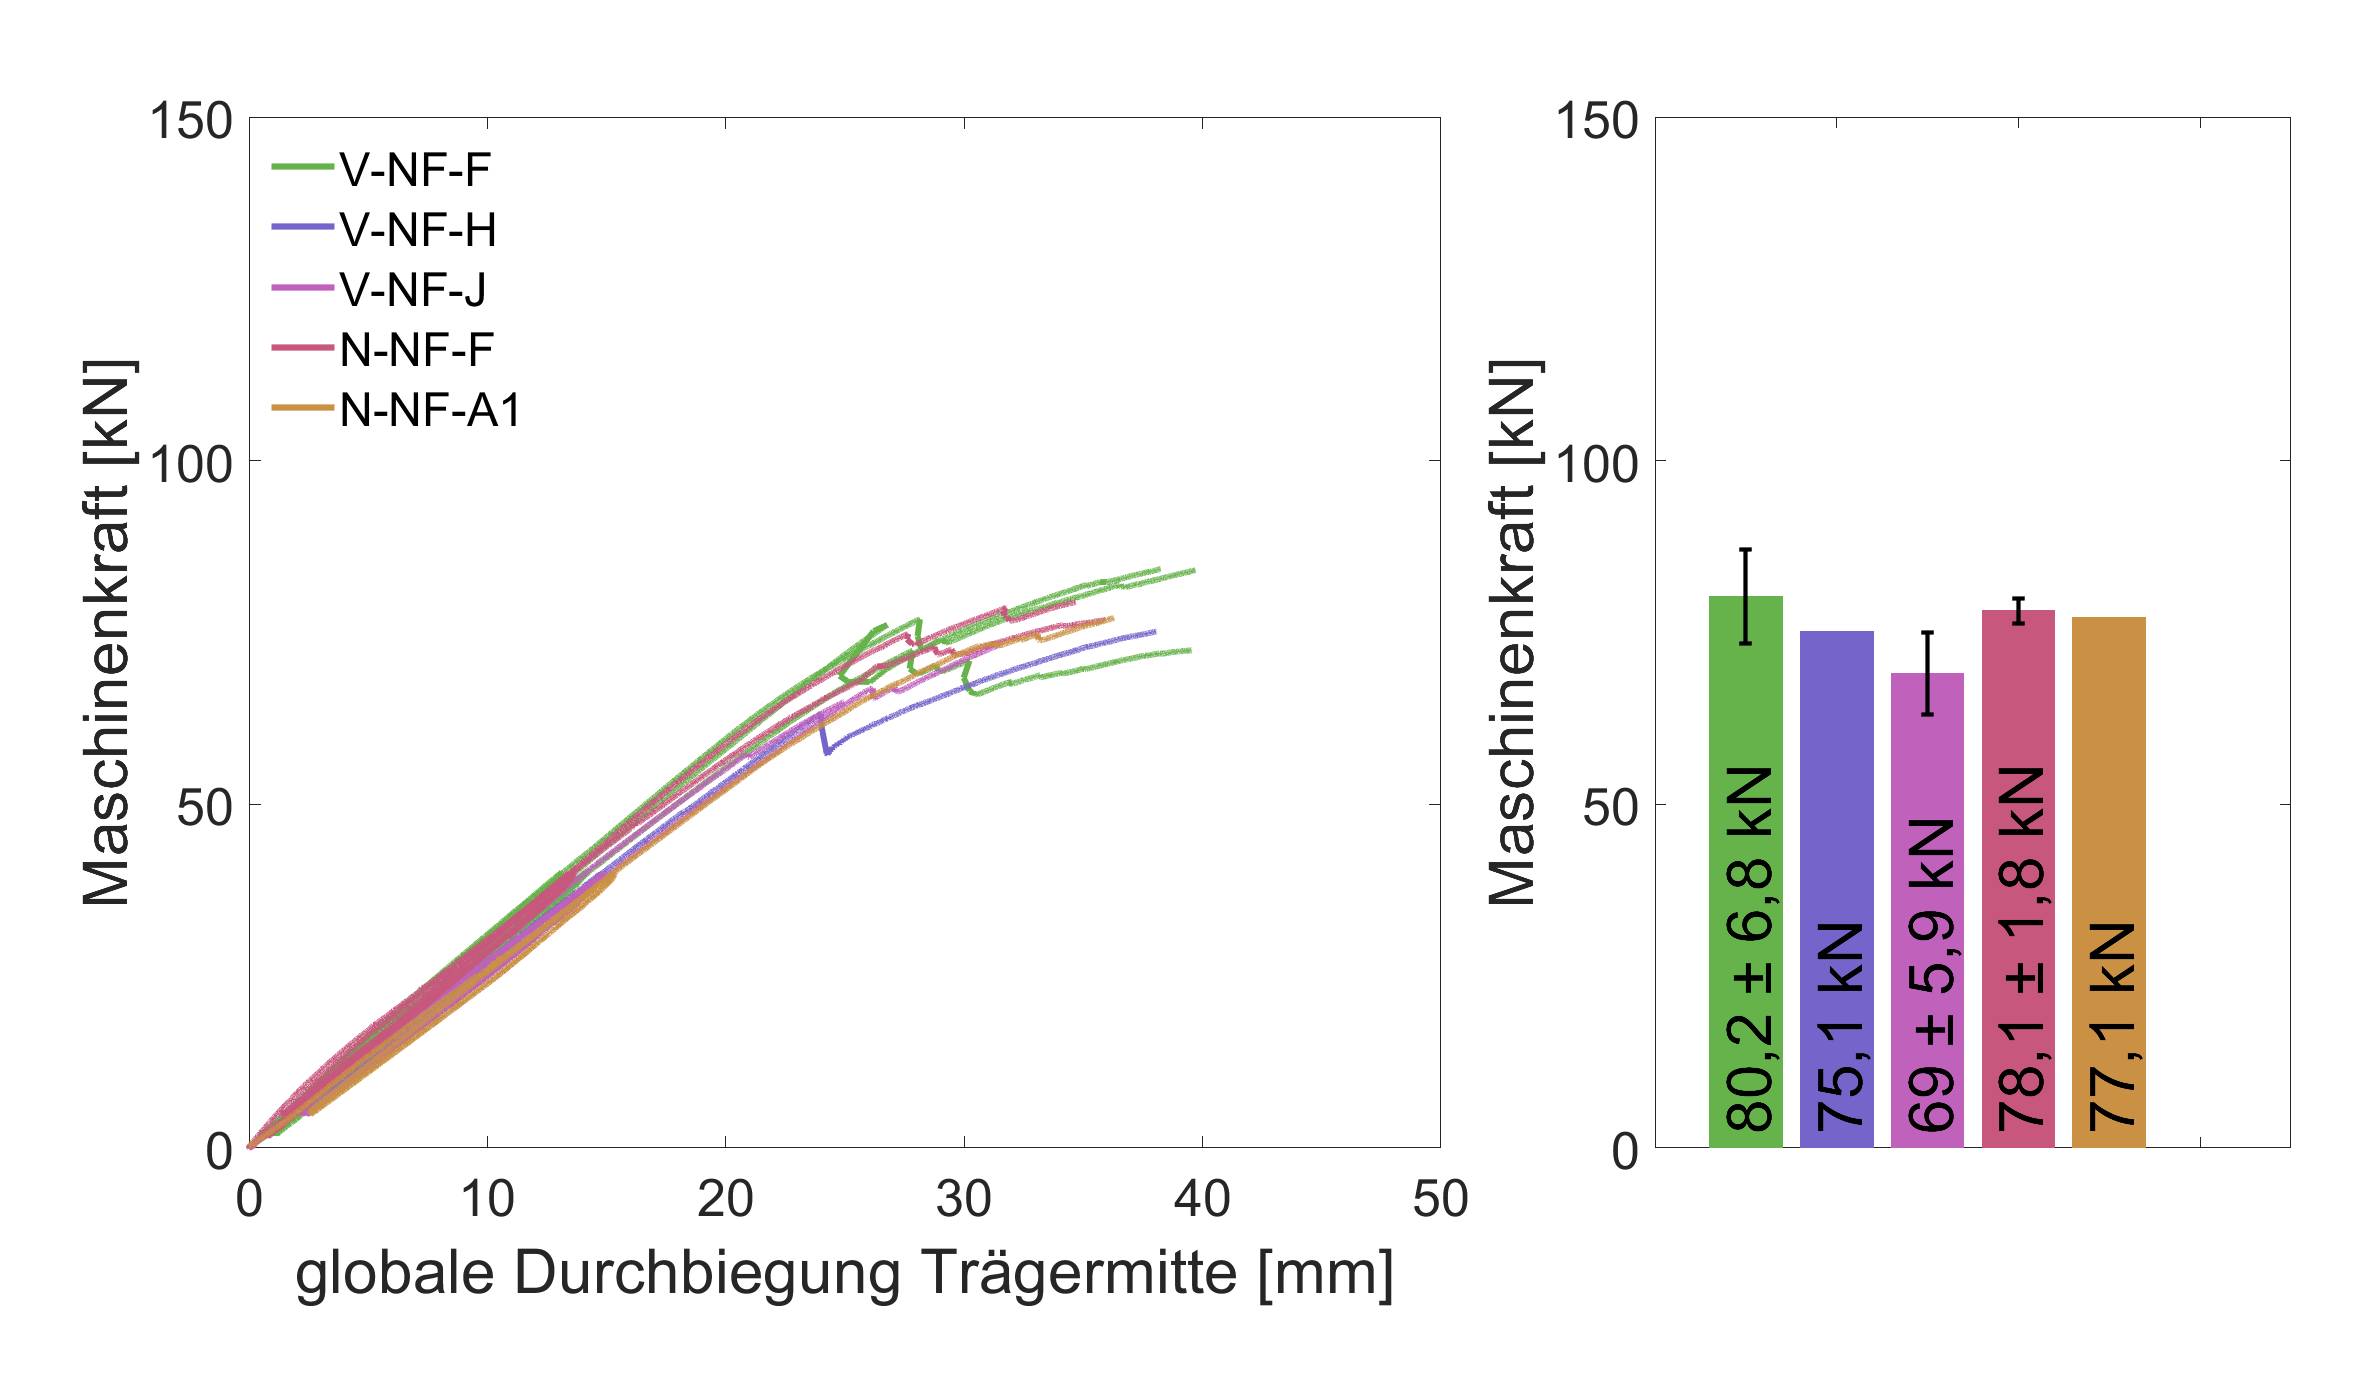 150
100
50
0
Maschinenkraft [kN]
V-NF-F
V-NF-H
V-NF-J
N-NF-F
N-NF-A1
0 10 20 30 40 50
globale Durchbiegung Trägermitte [mm]
150
100
50
0
Maschinenkraft [kN]
80,2 ± 6,8 kN
75,1 kN
69 ± 5,9 kN
78,1 ± 1,8 kN
77,1 kN